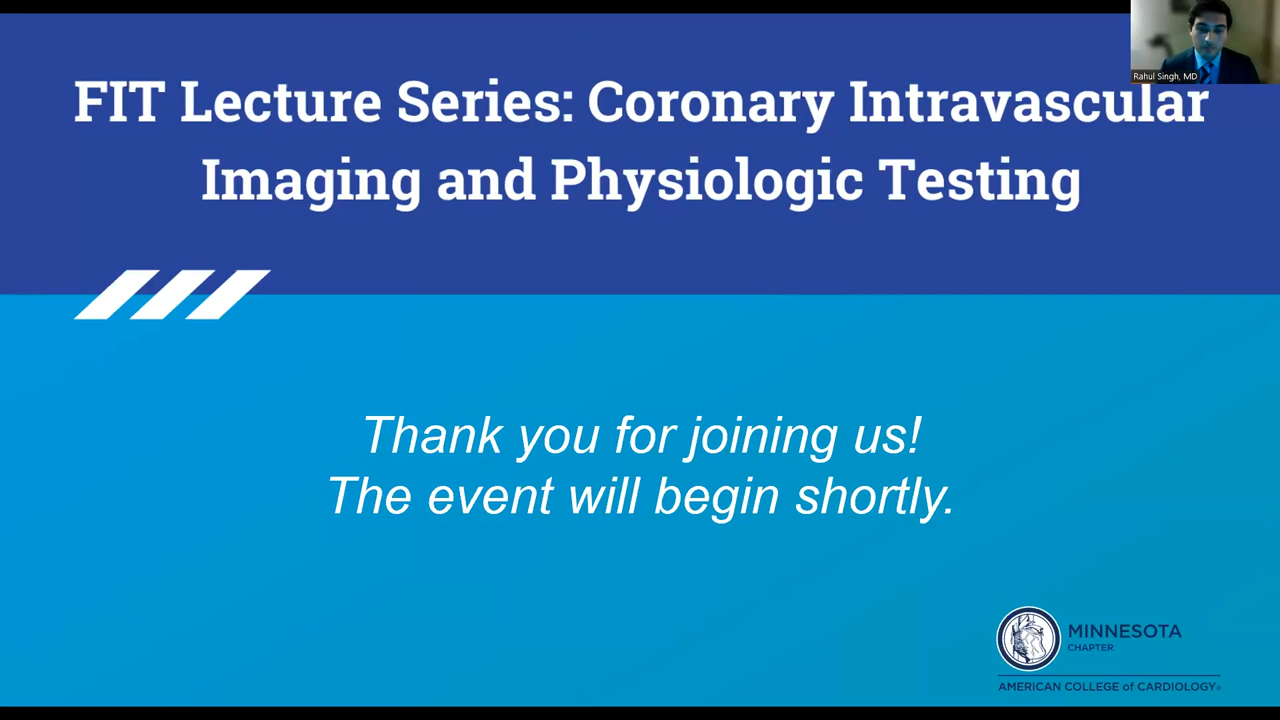 Rahul Singh, MD
FIT Lecture Series: Coronary Intravascular
Imaging and Physiologic Testing
Thank you for joining us!
The event will begin shortly.
MINNESOTA
CHAPTER
AMERICAN COLLEGE of CARDIOLOGY®